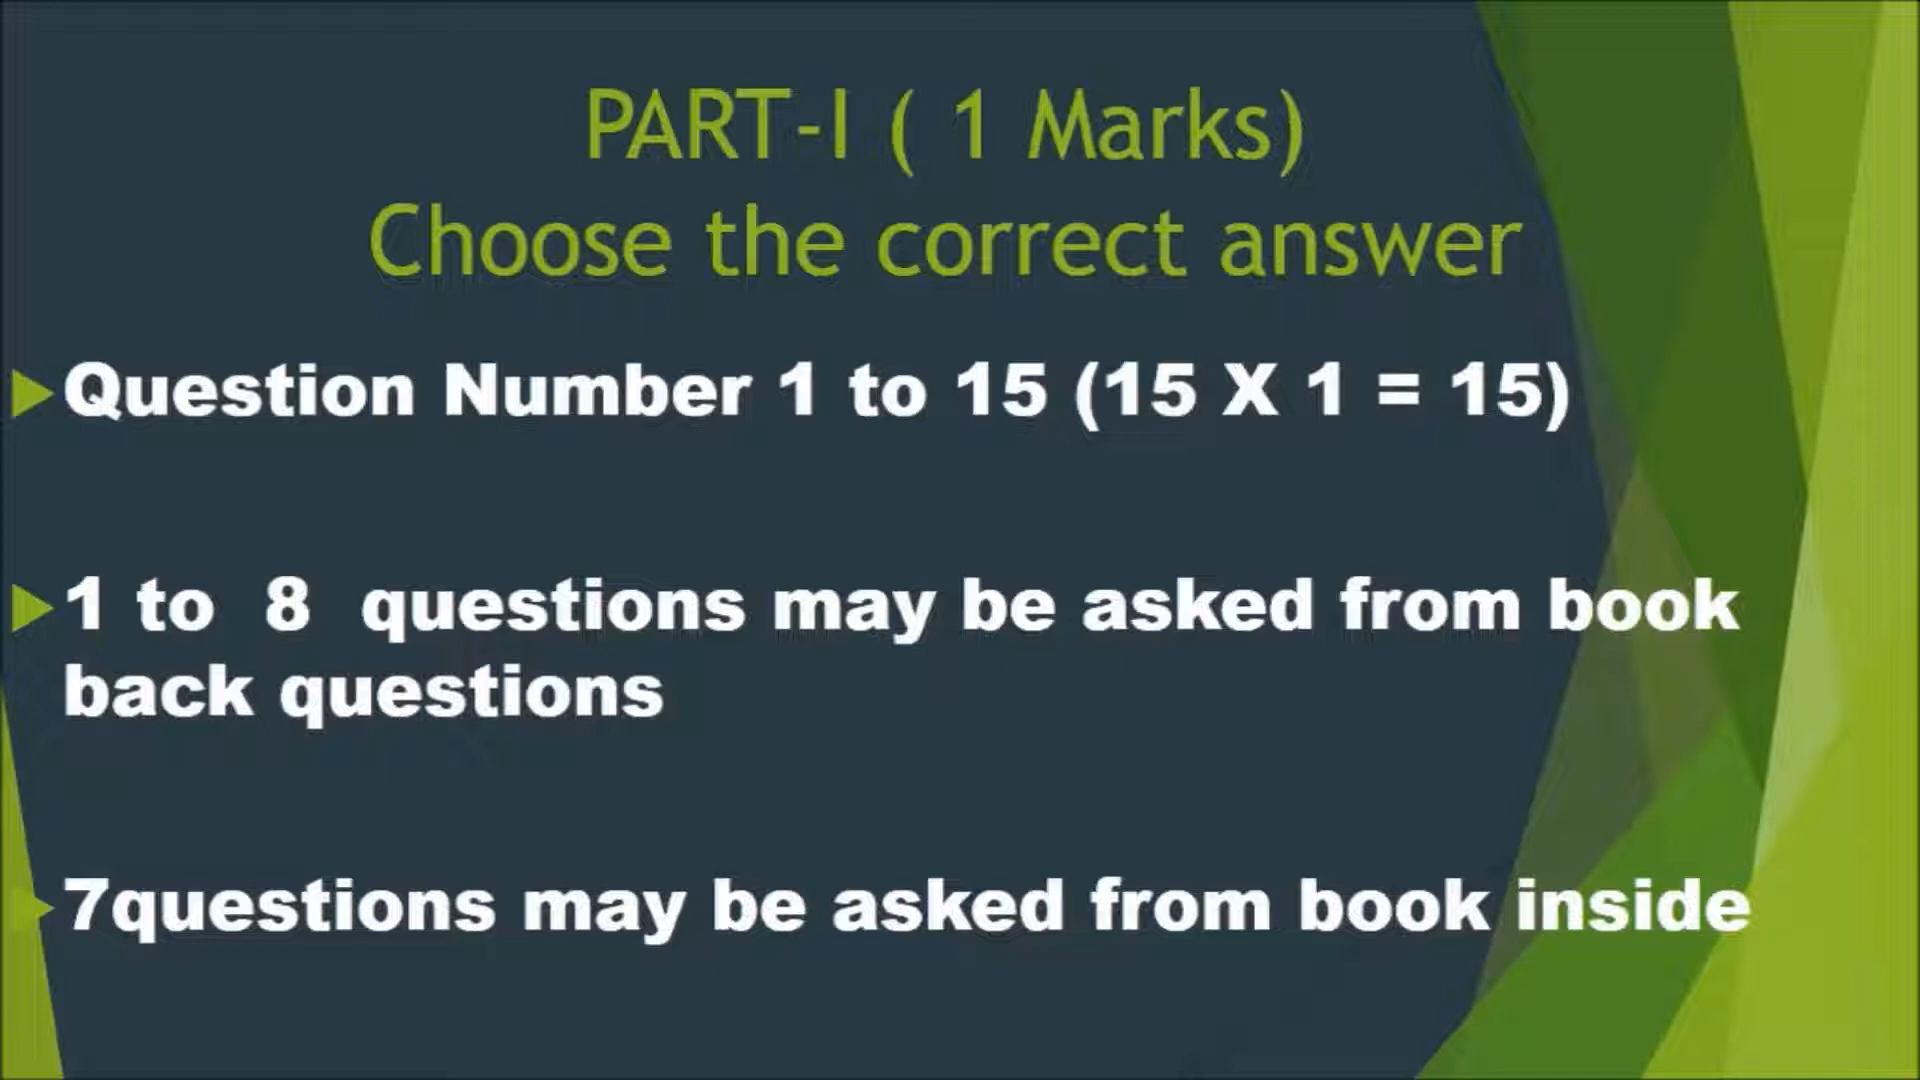 PART-I ( 1 Marks)
Choose the correct answer
Question Number 1 to 15 (15 X 1 = 15)
1 to 8 questions may be asked from book
back questions
7questions may be asked from book inside